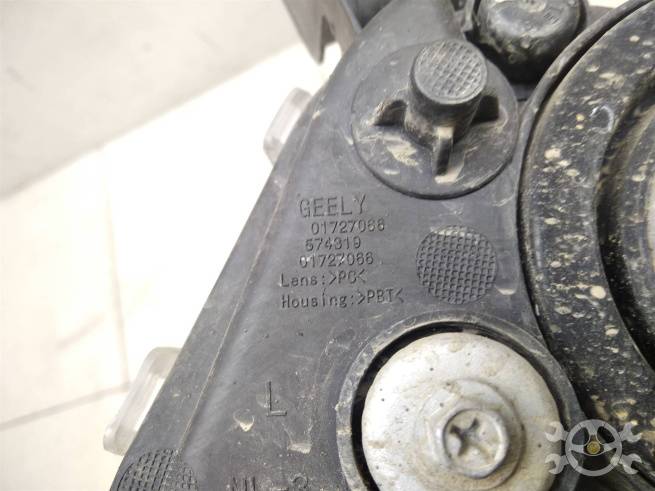 GEELY
01727066
574319
01727066
Lens:>PC<
Housing:>PBT<
L